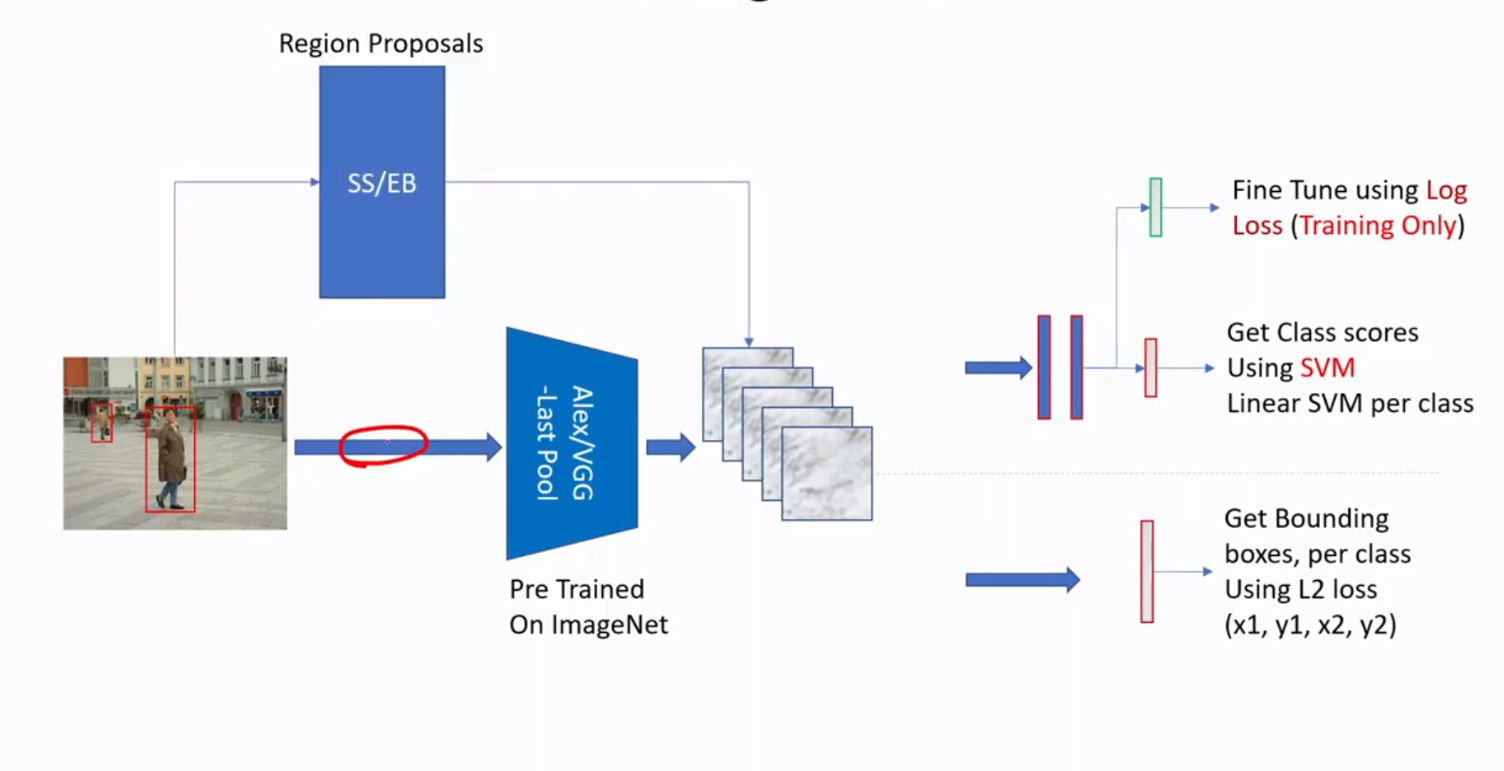 Region Proposals
SS/EB
Alex/VGG
-Last Pool
Pre Trained
On ImageNet
Fine Tune using Log
Loss (Training Only)
Get Class scores
Using SVM
Linear SVM per class
Get Bounding
boxes, per class
Using L2 loss
(x1, y1, x2, y2)